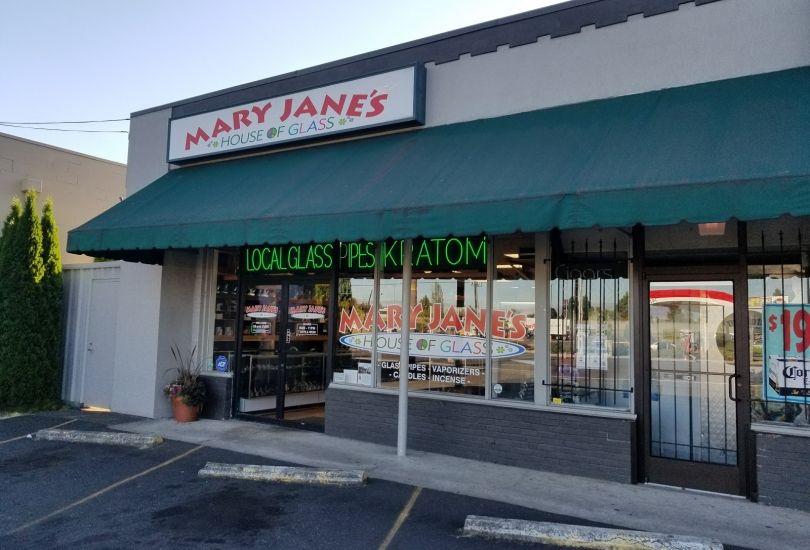 MARY JANE'S
HOUSE OF GLASS
LOCAL GLASS PIPES KRATOM
MARY JANE'S
HOUSE OF GLASS
- GLASS PIPES - VAPORIZERS -
CANDLES - INCENSE -
ADT
$19